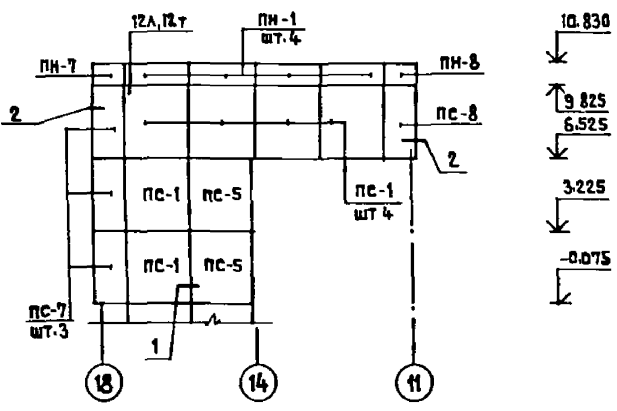 12л,12т
ПН-1
шт.4
10.830
ПН-7
ПН-8
2
9.825
ПС-8
6.525
2
ПС-1
ПС-5
ПС-1
шт 4
3.225
ПС-1
ПС-5
-0.075
ПС-7
шт.3
1
18
14
11